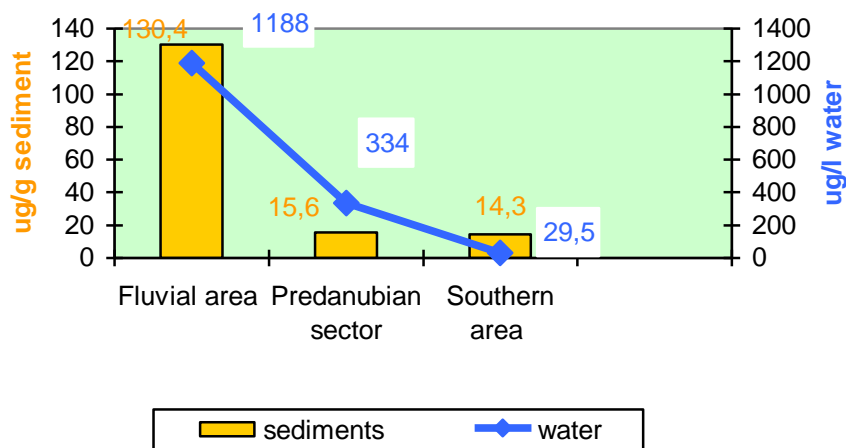 130,4
1188
334
15,6
14,3
29,5
140
120
100
80
60
40
20
0
1400
1200
1000
800
600
400
200
0
ug/g sediment
ug/l water
Fluvial area
Predanubian
sector
Southern
area
sediments
water